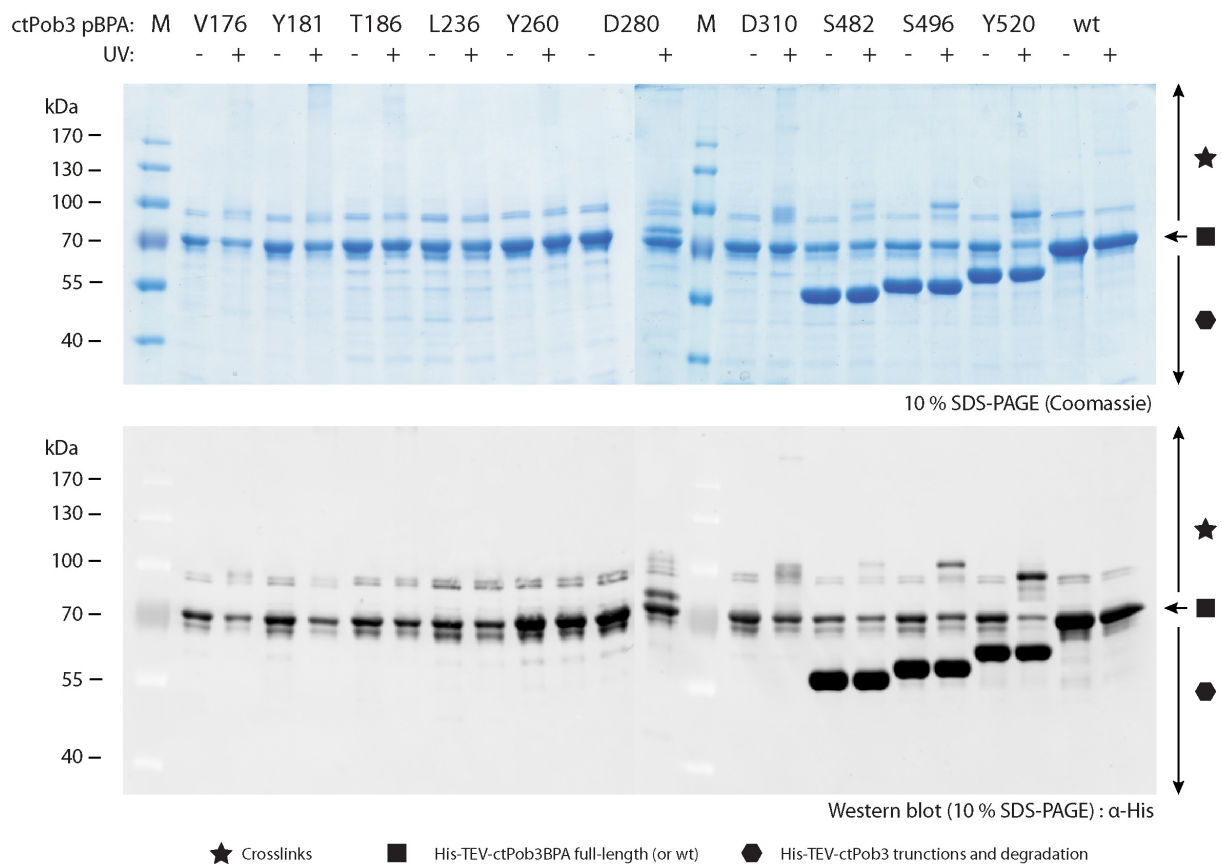 ctPob3 pBPA: M V176 Y181 T186 L236 Y260 D280 M D310 S482 S496 Y520 wt
UV: - + - + - + - + - + - + - + - + - + - + - +
kDa
170
130
100
70
55
40
10 % SDS-PAGE (Coomassie)
kDa
170
130
100
70
55
40
Western blot (10 % SDS-PAGE) : α-His
Crosslinks His-TEV-ctPob3BPA full-length (or wt) His-TEV-ctPob3 trunctions and degradation